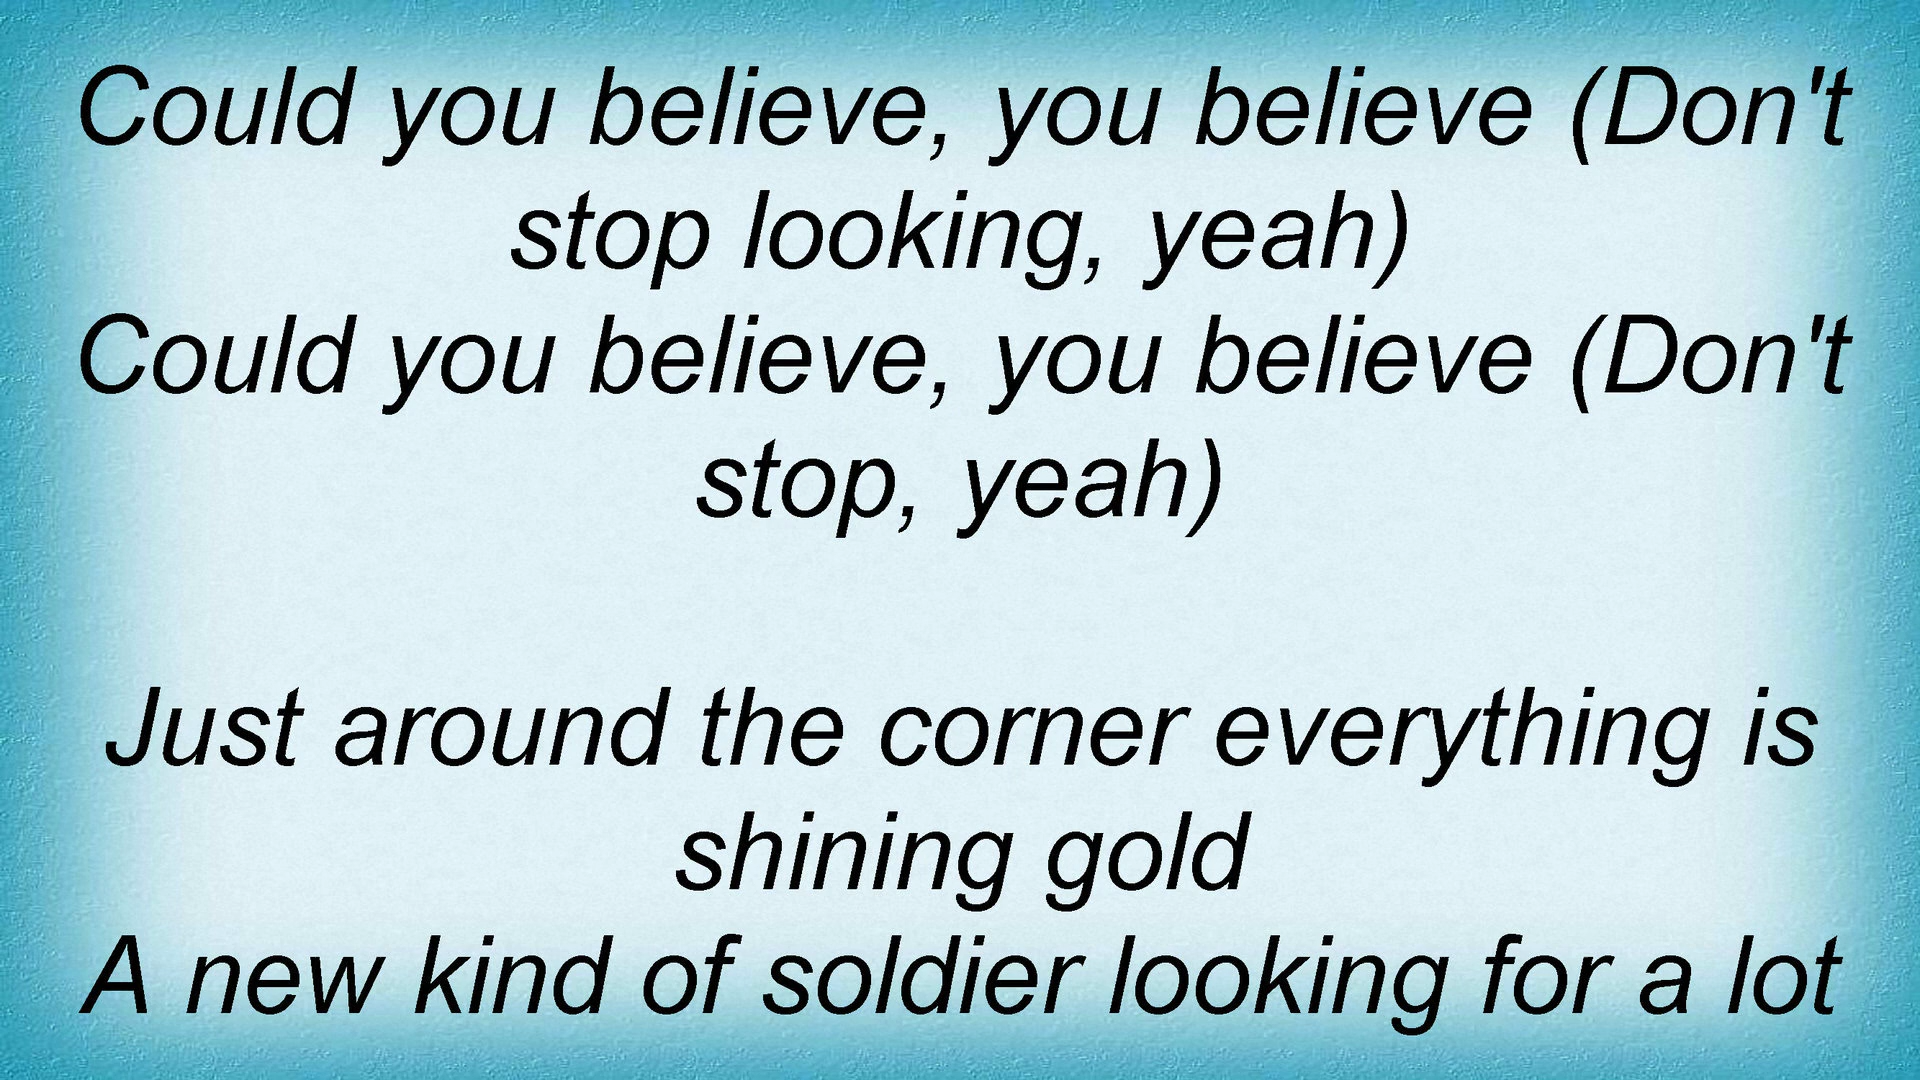 Could you believe, you believe (Don't
stop looking, yeah)
Could you believe, you believe (Don't
stop, yeah)
Just around the corner everything is
shining gold
A new kind of soldier looking for a lot